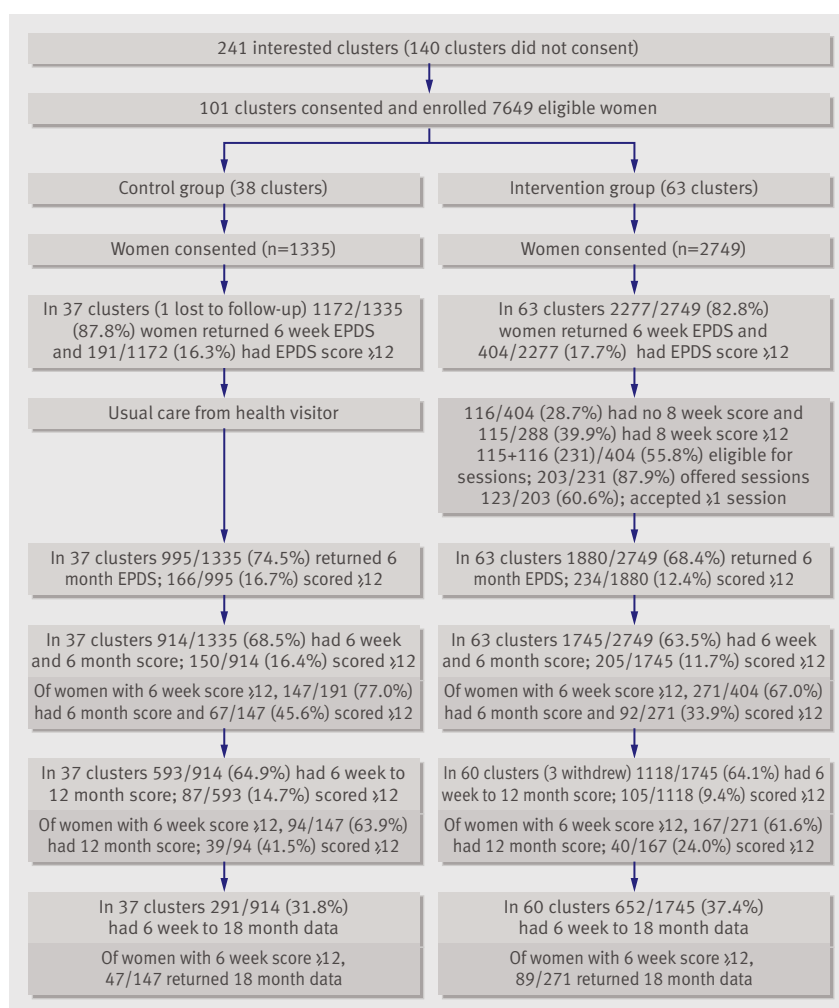 241 interested clusters (140 clusters did not consent)
101 clusters consented and enrolled 7649 eligible women
Control group (38 clusters)
Intervention group (63 clusters)
Women consented (n=1335)
Women consented (n=2749)
In 37 clusters (1 lost to follow-up) 1172/1335
(87.8%) women returned 6 week EPDS
and 191/1172 (16.3%) had EPDS score ⩾12
In 63 clusters 2277/2749 (82.8%)
women returned 6 week EPDS and
404/2277 (17.7%) had EPDS score ⩾12
Usual care from health visitor
116/404 (28.7%) had no 8 week score and
115/288 (39.9%) had 8 week score ⩾12
115+116 (231)/404 (55.8%) eligible for
sessions; 203/231 (87.9%) offered sessions
123/203 (60.6%); accepted ⩾1 session
In 37 clusters 995/1335 (74.5%) returned 6
month EPDS; 166/995 (16.7%) scored ⩾12
In 63 clusters 1880/2749 (68.4%) returned 6
month EPDS; 234/1880 (12.4%) scored ⩾12
In 37 clusters 914/1335 (68.5%) had 6 week
and 6 month score; 150/914 (16.4%) scored ⩾12
Of women with 6 week score ⩾12, 147/191 (77.0%)
had 6 month score and 67/147 (45.6%) scored ⩾12
In 63 clusters 1745/2749 (63.5%) had 6 week
and 6 month score; 205/1745 (11.7%) scored ⩾12
Of women with 6 week score ⩾12, 271/404 (67.0%)
had 6 month score and 92/271 (33.9%) scored ⩾12
In 37 clusters 593/914 (64.9%) had 6 week to
12 month score; 87/593 (14.7%) scored ⩾12
Of women with 6 week score ⩾12, 94/147 (63.9%)
had 12 month score; 39/94 (41.5%) scored ⩾12
In 60 clusters (3 withdrew) 1118/1745 (64.1%) had 6
week to 12 month score; 105/1118 (9.4%) scored ⩾12
Of women with 6 week score ⩾12, 167/271 (61.6%)
had 12 month score; 40/167 (24.0%) scored ⩾12
In 37 clusters 291/914 (31.8%)
had 6 week to 18 month data
Of women with 6 week score ⩾12,
47/147 returned 18 month data
In 60 clusters 652/1745 (37.4%)
had 6 week to 18 month data
Of women with 6 week score ⩾12,
89/271 returned 18 month data